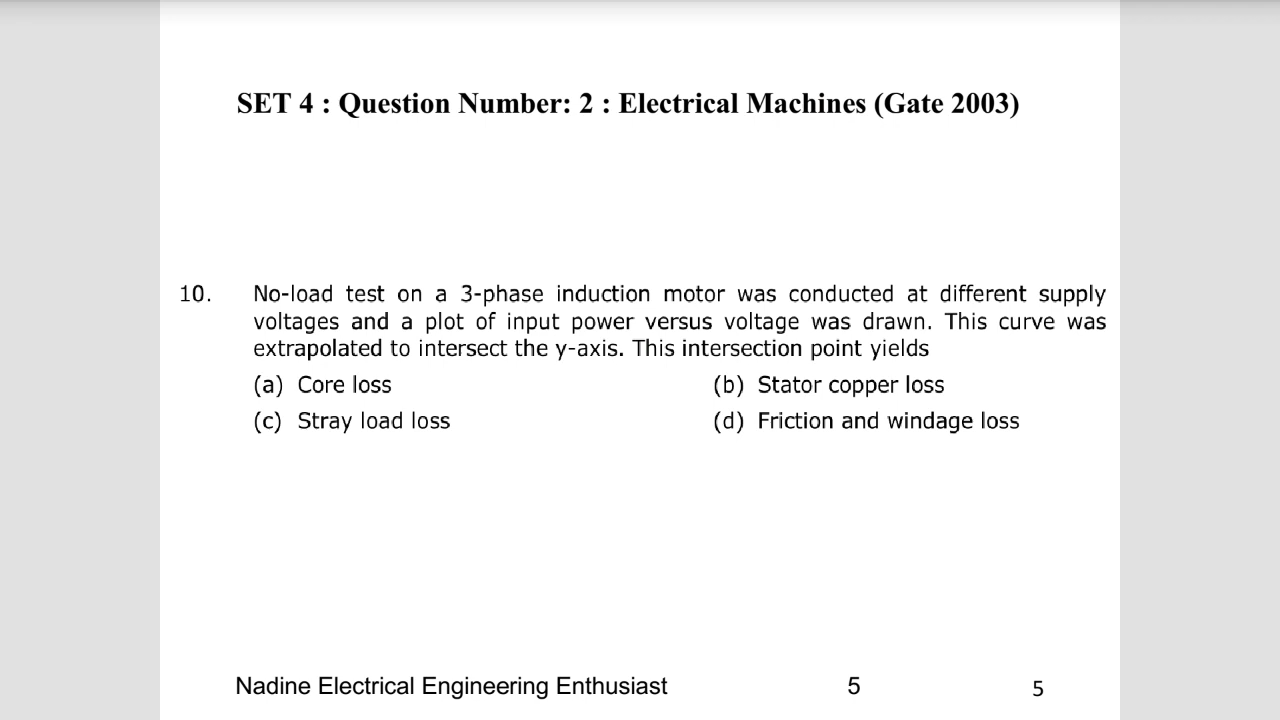 SET 4 : Question Number: 2 : Electrical Machines (Gate 2003)
10. No-load test on a 3-phase induction motor was conducted at different supply
voltages and a plot of input power versus voltage was drawn. This curve was
extrapolated to intersect the y-axis. This intersection point yields
(a) Core loss (b) Stator copper loss
(c) Stray load loss (d) Friction and windage loss
Nadine Electrical Engineering Enthusiast 5 5